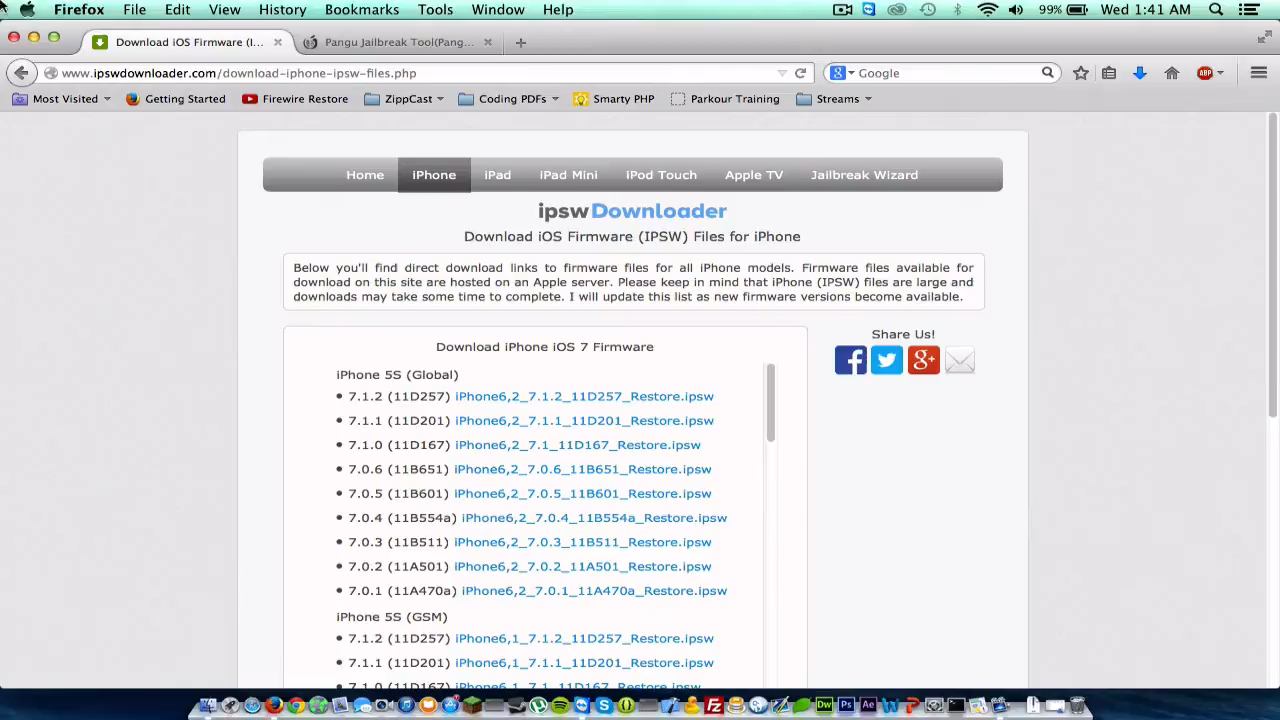 Firefox File Edit View History Bookmarks Tools Window Help 99% Wed 1:41 AM
Download iOS Firmware (I... Pangu Jailbreak Tool(Pang...
www.ipswdownloader.com/download-iphone-ipsw-files.php Google ABP
Most Visited Getting Started Firewire Restore ZippCast Coding PDFs Smarty PHP Parkour Training Streams
Home iPhone iPad iPad Mini iPod Touch Apple TV Jailbreak Wizard
ipswDownloader
Download iOS Firmware (IPSW) Files for iPhone
Below you'll find direct download links to firmware files for all iPhone models. Firmware files available for
download on this site are hosted on an Apple server. Please keep in mind that iPhone (IPSW) files are large and
downloads may take some time to complete. I will update this list as new firmware versions become available.
Share Us!
Download iPhone iOS 7 Firmware
iPhone 5S (Global)
• 7.1.2 (11D257) iPhone6,2_7.1.2_11D257_Restore.ipsw
• 7.1.1 (11D201) iPhone6,2_7.1.1_11D201_Restore.ipsw
• 7.1.0 (11D167) iPhone6,2_7.1_11D167_Restore.ipsw
• 7.0.6 (11B651) iPhone6,2_7.0.6_11B651_Restore.ipsw
• 7.0.5 (11B601) iPhone6,2_7.0.5_11B601_Restore.ipsw
• 7.0.4 (11B554a) iPhone6,2_7.0.4_11B554a_Restore.ipsw
• 7.0.3 (11B511) iPhone6,2_7.0.3_11B511_Restore.ipsw
• 7.0.2 (11A501) iPhone6,2_7.0.2_11A501_Restore.ipsw
• 7.0.1 (11A470a) iPhone6,2_7.0.1_11A470a_Restore.ipsw
iPhone 5S (GSM)
• 7.1.2 (11D257) iPhone6,1_7.1.2_11D257_Restore.ipsw
• 7.1.1 (11D201) iPhone6,1_7.1.1_11D201_Restore.ipsw
• 7.1.0 (11D167) iPhone6,1_7.1_11D167_Restore.ipsw
Dw Ps Ae